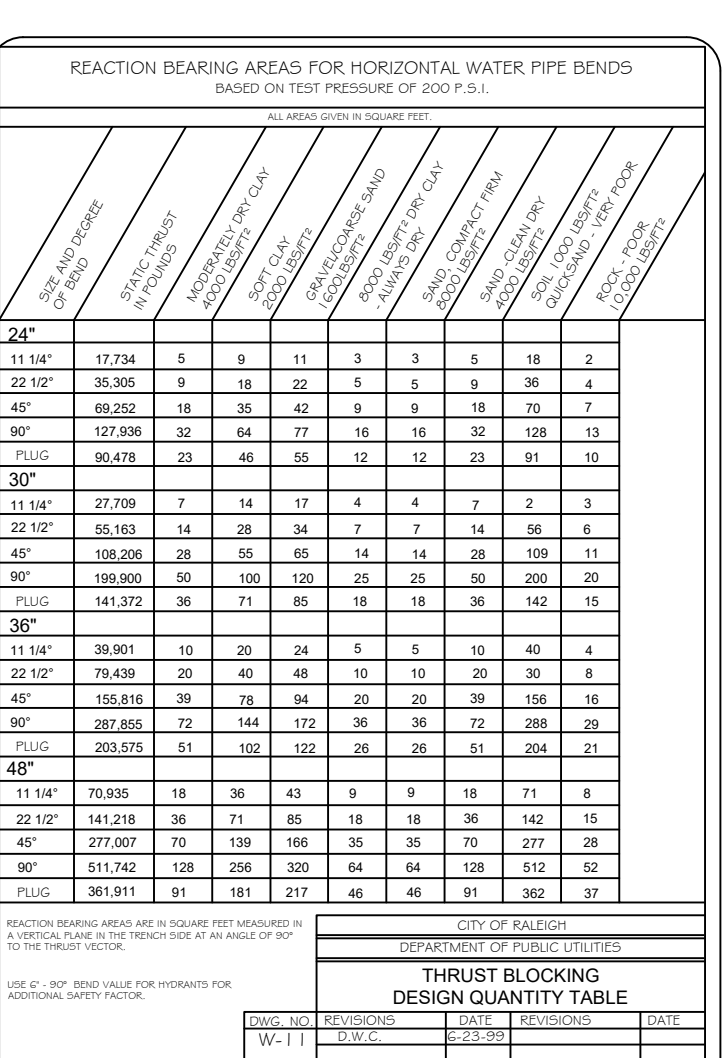 REACTION BEARING AREAS FOR HORIZONTAL WATER PIPE BENDS
BASED ON TEST PRESSURE OF 200 P.S.I.
ALL AREAS GIVEN IN SQUARE FEET.
SIZE AND DEGREE
OF BEND
STATIC THRUST
IN POUNDS
MODERATELY DRY CLAY
4000 LBS/FT²
SOFT CLAY
2000 LBS/FT²
GRAVEL/COARSE SAND
1600LBS/FT²
8000 LBS/FT² DRY CLAY
- ALWAYS DRY
SAND, COMPACT FIRM
8000 LBS/FT²
SAND - CLEAN DRY
4000 LBS/FT²
SOIL 1000 LBS/FT²
QUICKSAND - VERY POOR
ROCK - POOR
10,000 LBS/FT²
24"
11 1/4° 17,734 5 9 11 3 3 5 18 2
22 1/2° 35,305 9 18 22 5 5 9 36 4
45° 69,252 18 35 42 9 9 18 70 7
90° 127,936 32 64 77 16 16 32 128 13
PLUG 90,478 23 46 55 12 12 23 91 10
30"
11 1/4° 27,709 7 14 17 4 4 7 2 3
22 1/2° 55,163 14 28 34 7 7 14 56 6
45° 108,206 28 55 65 14 14 28 109 11
90° 199,900 50 100 120 25 25 50 200 20
PLUG 141,372 36 71 85 18 18 36 142 15
36"
11 1/4° 39,901 10 20 24 5 5 10 40 4
22 1/2° 79,439 20 40 48 10 10 20 30 8
45° 155,816 39 78 94 20 20 39 156 16
90° 287,855 72 144 172 36 36 72 288 29
PLUG 203,575 51 102 122 26 26 51 204 21
48"
11 1/4° 70,935 18 36 43 9 9 18 71 8
22 1/2° 141,218 36 71 85 18 18 36 142 15
45° 277,007 70 139 166 35 35 70 277 28
90° 511,742 128 256 320 64 64 128 512 52
PLUG 361,911 91 181 217 46 46 91 362 37
REACTION BEARING AREAS ARE IN SQUARE FEET MEASURED IN
A VERTICAL PLANE IN THE TRENCH SIDE AT AN ANGLE OF 90°
TO THE THRUST VECTOR.
USE 6" - 90° BEND VALUE FOR HYDRANTS FOR
ADDITIONAL SAFETY FACTOR.
CITY OF RALEIGH
DEPARTMENT OF PUBLIC UTILITIES
THRUST BLOCKING
DESIGN QUANTITY TABLE
DWG. NO. REVISIONS DATE REVISIONS DATE
W-11 D.W.C. 6-23-99